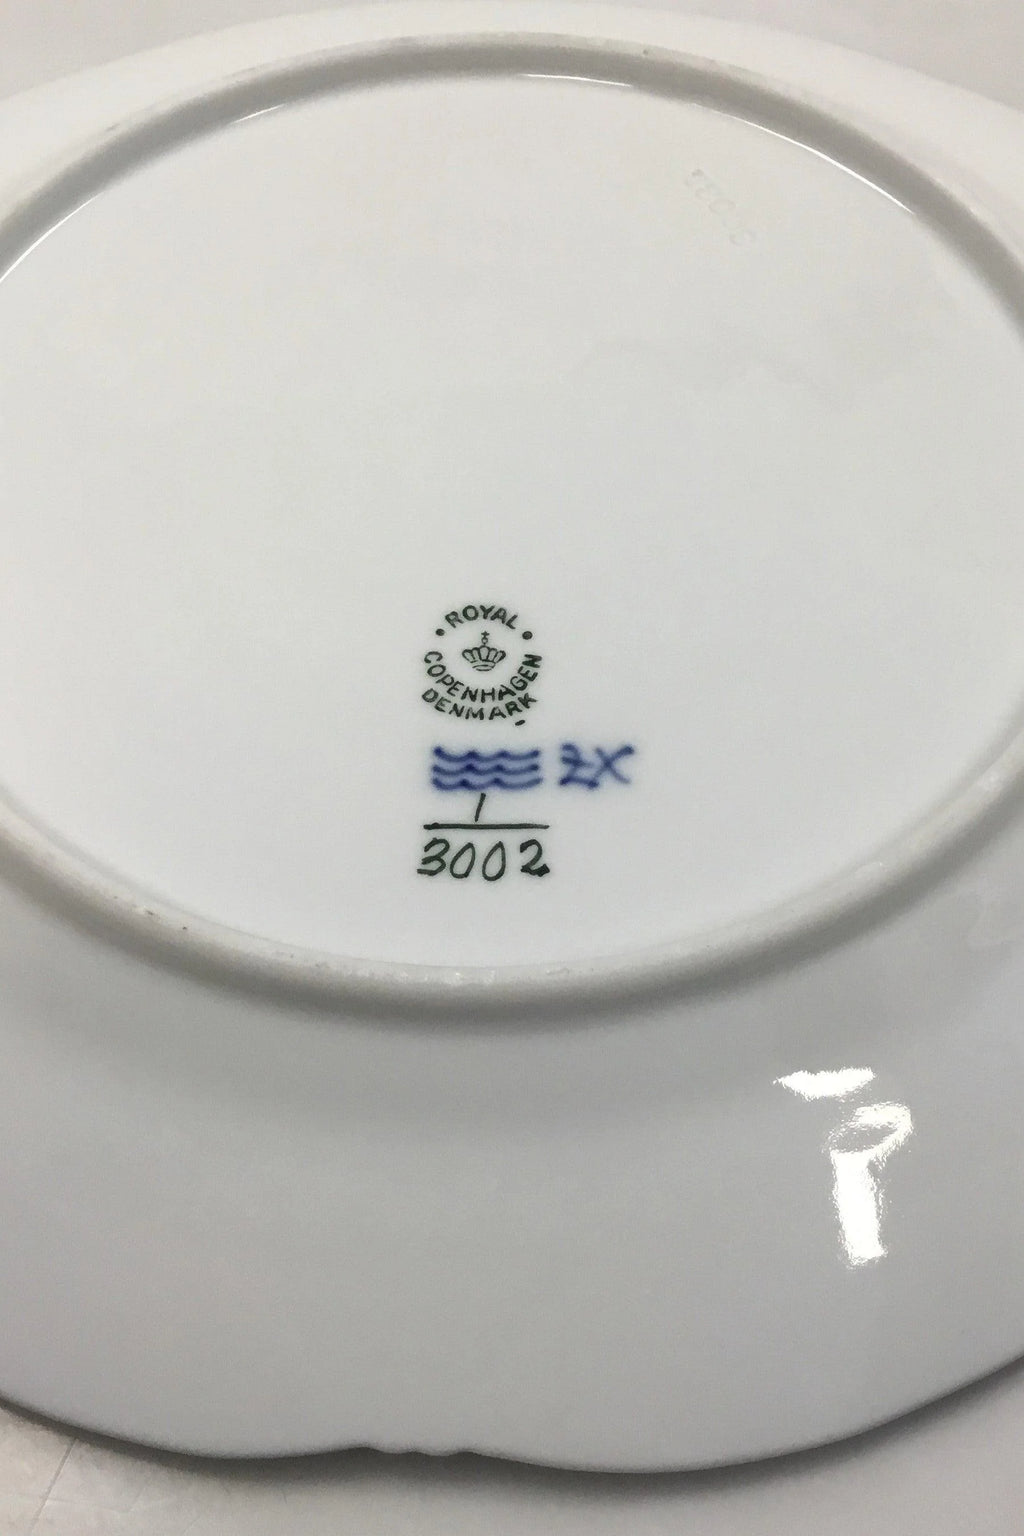 ROYAL
COPENHAGEN
DENMARK
ZX
1
3002